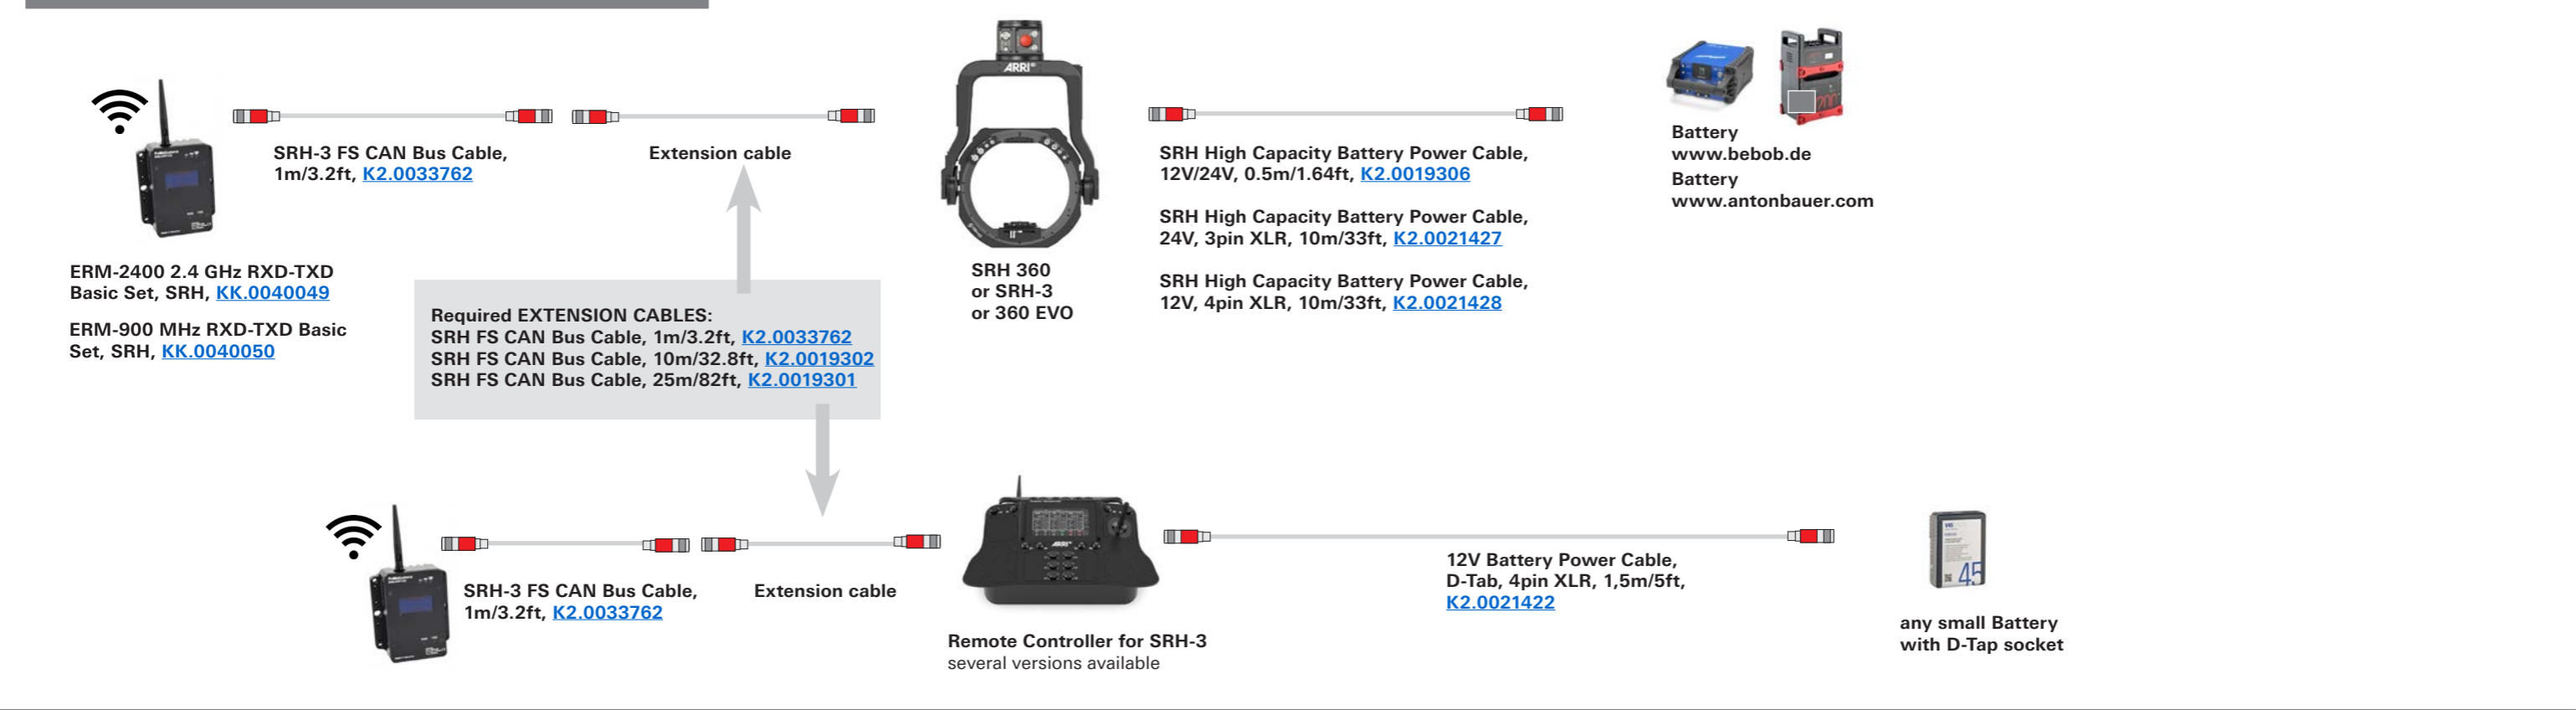 ARRI
SRH-3 FS CAN Bus Cable,
1m/3.2ft, K2.0033762
Extension cable
SRH High Capacity Battery Power Cable,
12V/24V, 0.5m/1.64ft, K2.0019306
SRH High Capacity Battery Power Cable,
24V, 3pin XLR, 10m/33ft, K2.0021427
SRH High Capacity Battery Power Cable,
12V, 4pin XLR, 10m/33ft, K2.0021428
Battery
www.bebob.de
Battery
www.antonbauer.com
ERM-2400 2.4 GHz RXD-TXD
Basic Set, SRH, KK.0040049
ERM-900 MHz RXD-TXD Basic
Set, SRH, KK.0040050
SRH 360
or SRH-3
or 360 EVO
Required EXTENSION CABLES:
SRH FS CAN Bus Cable, 1m/3.2ft, K2.0033762
SRH FS CAN Bus Cable, 10m/32.8ft, K2.0019302
SRH FS CAN Bus Cable, 25m/82ft, K2.0019301
SRH-3 FS CAN Bus Cable,
1m/3.2ft, K2.0033762
Extension cable
ARRI
Remote Controller for SRH-3
several versions available
12V Battery Power Cable,
D-Tab, 4pin XLR, 1,5m/5ft,
K2.0021422
45
any small Battery
with D-Tap socket